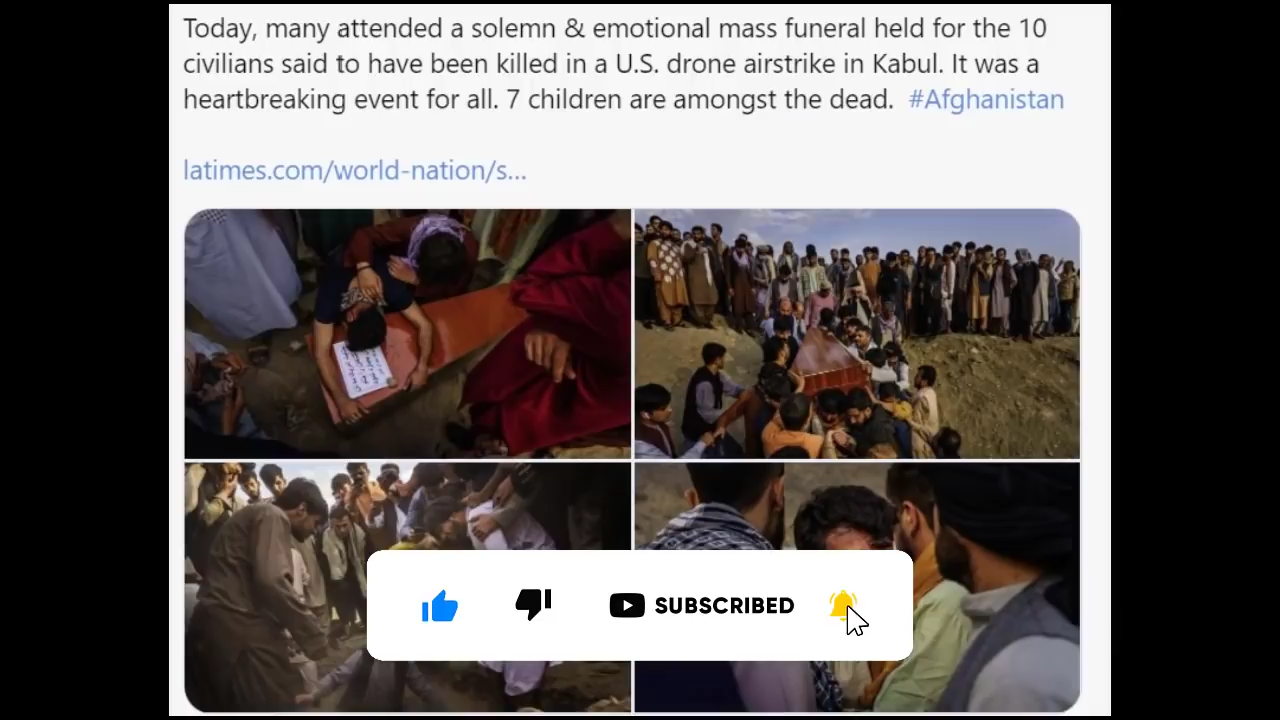 Today, many attended a solemn & emotional mass funeral held for the 10
civilians said to have been killed in a U.S. drone airstrike in Kabul. It was a
heartbreaking event for all. 7 children are amongst the dead. #Afghanistan
latimes.com/world-nation/s...
SUBSCRIBED